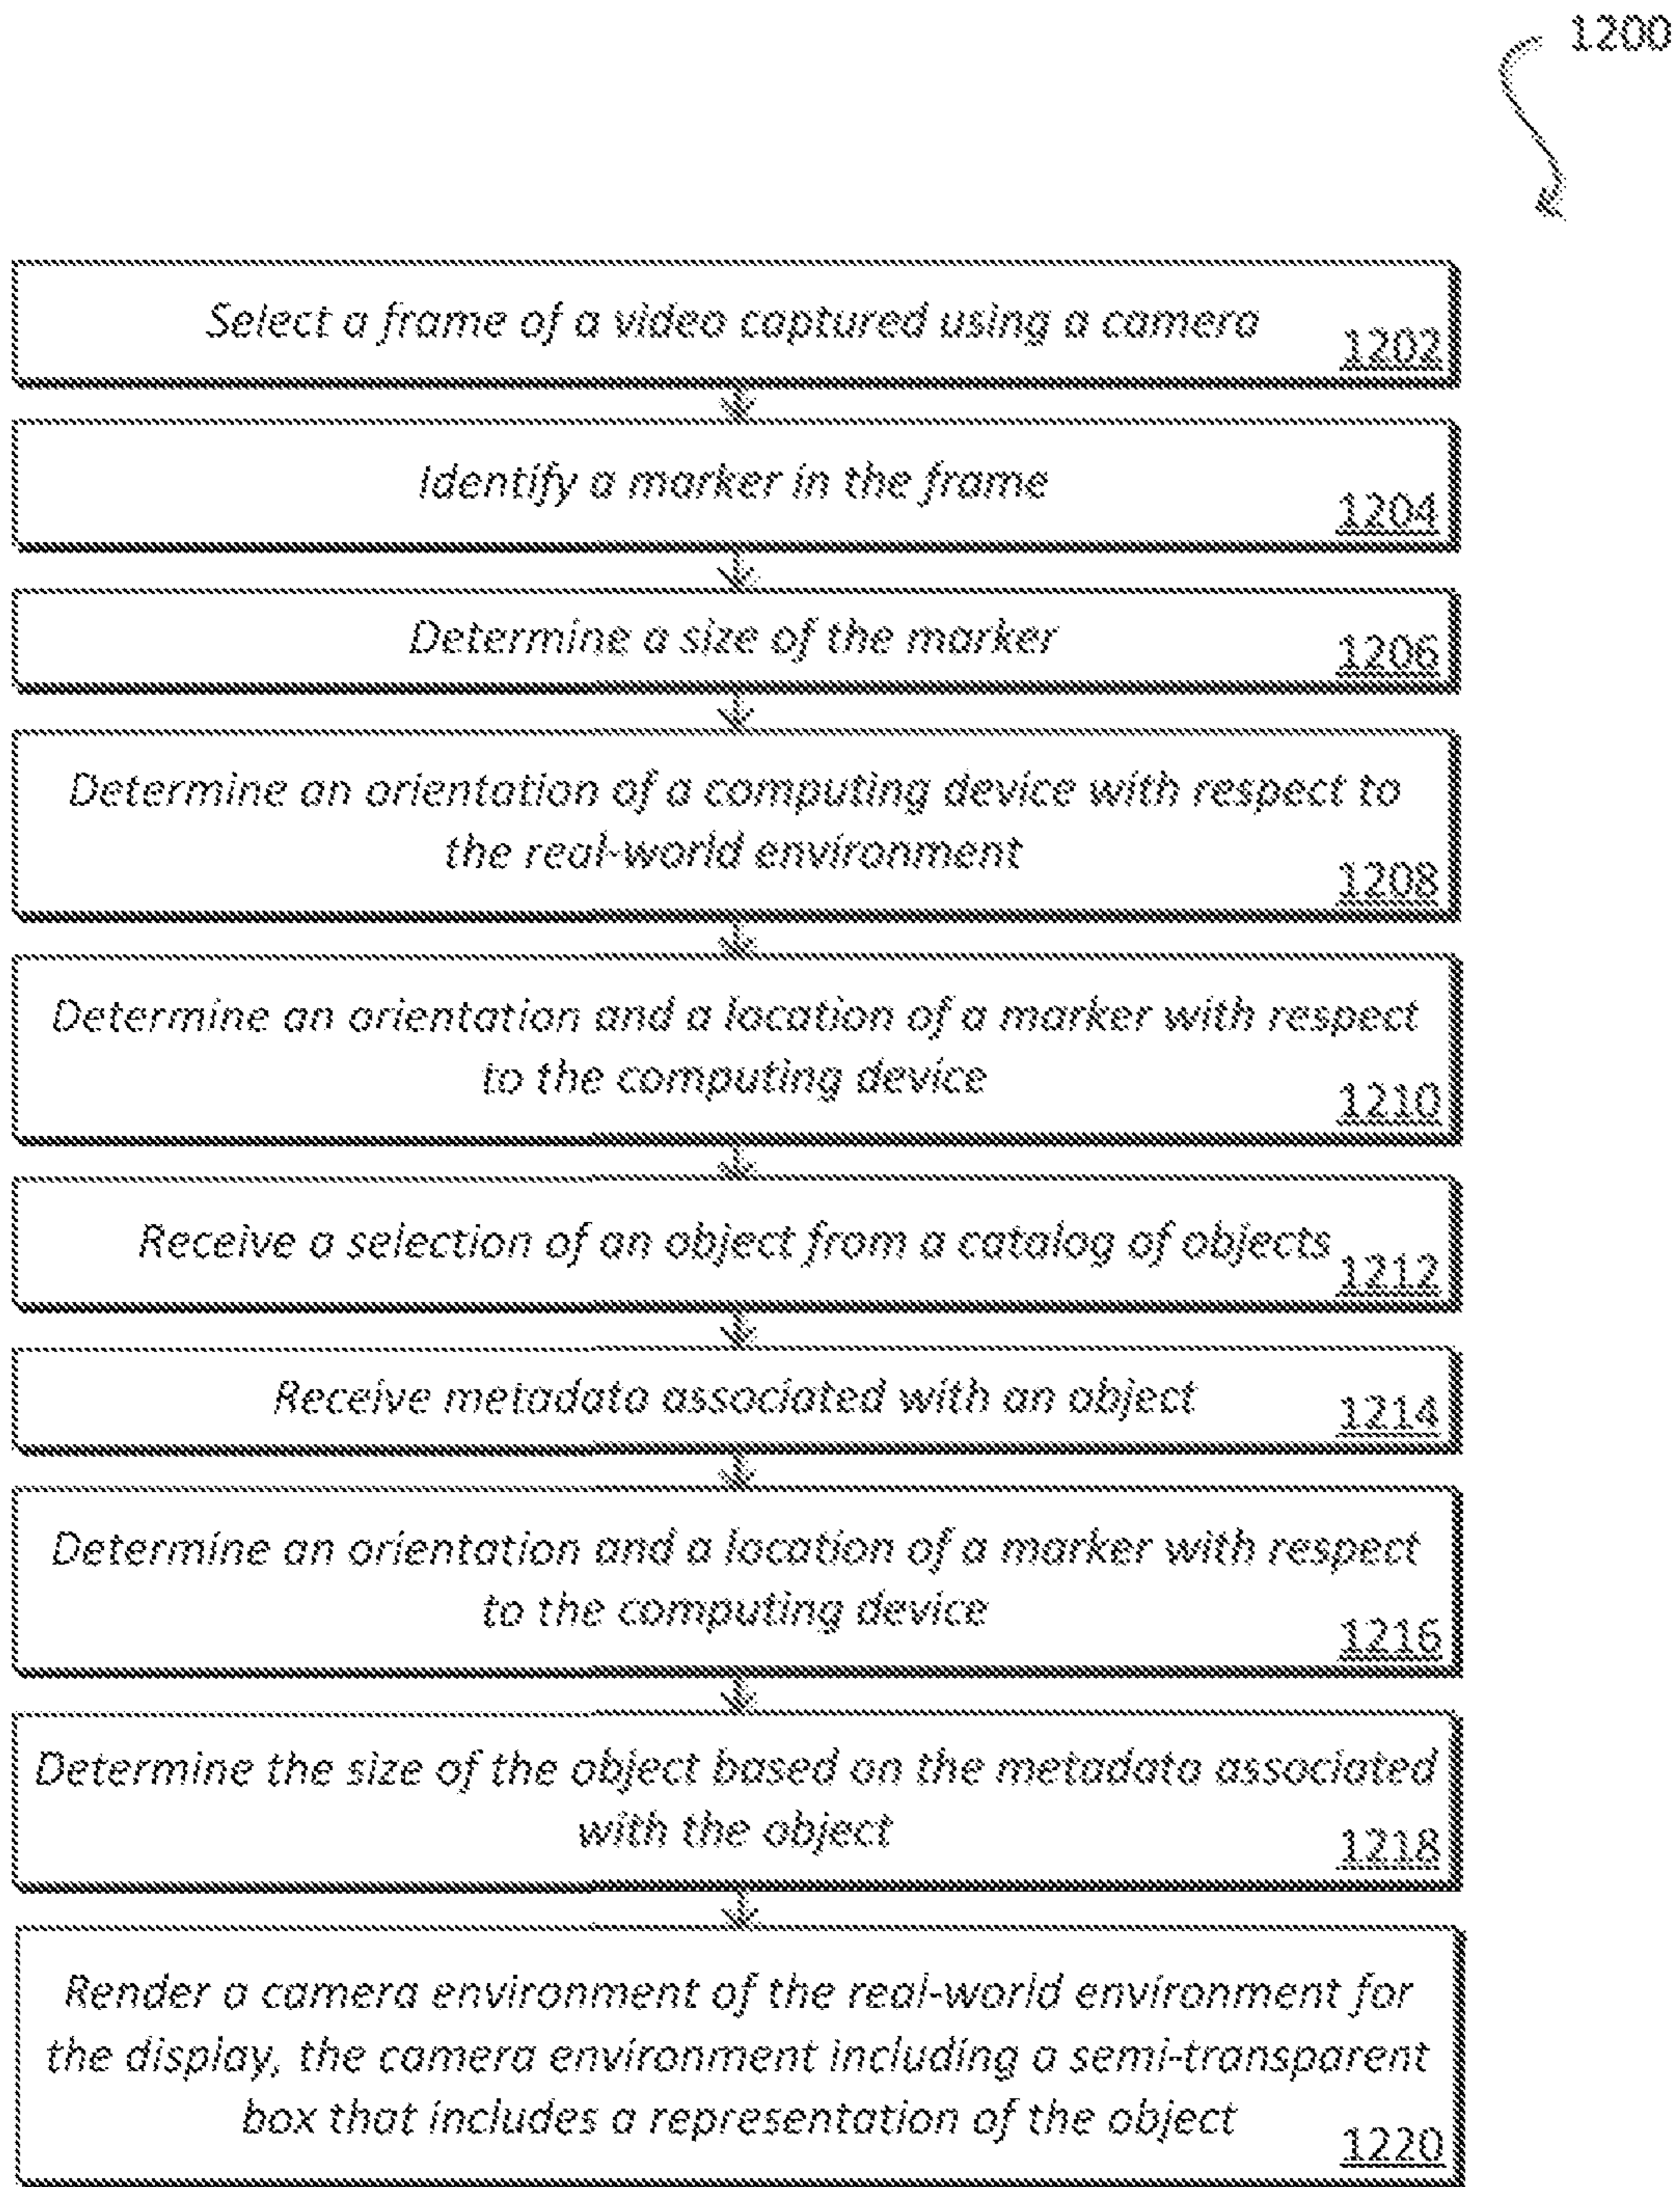 1200
Select a frame of a video captured using a camera
1202
Identify a marker in the frame
1204
Determine a size of the marker
1206
Determine an orientation of a computing device with respect to
the real-world environment
1208
Determine an orientation and a location of a marker with respect
to the computing device
1210
Receive a selection of an object from a catalog of objects
1212
Receive metadata associated with an object
1214
Determine an orientation and a location of a marker with respect
to the computing device
1216
Determine the size of the object based on the metadata associated
with the object
1218
Render a camera environment of the real-world environment for
the display, the camera environment including a semi-transparent
box that includes a representation of the object
1220